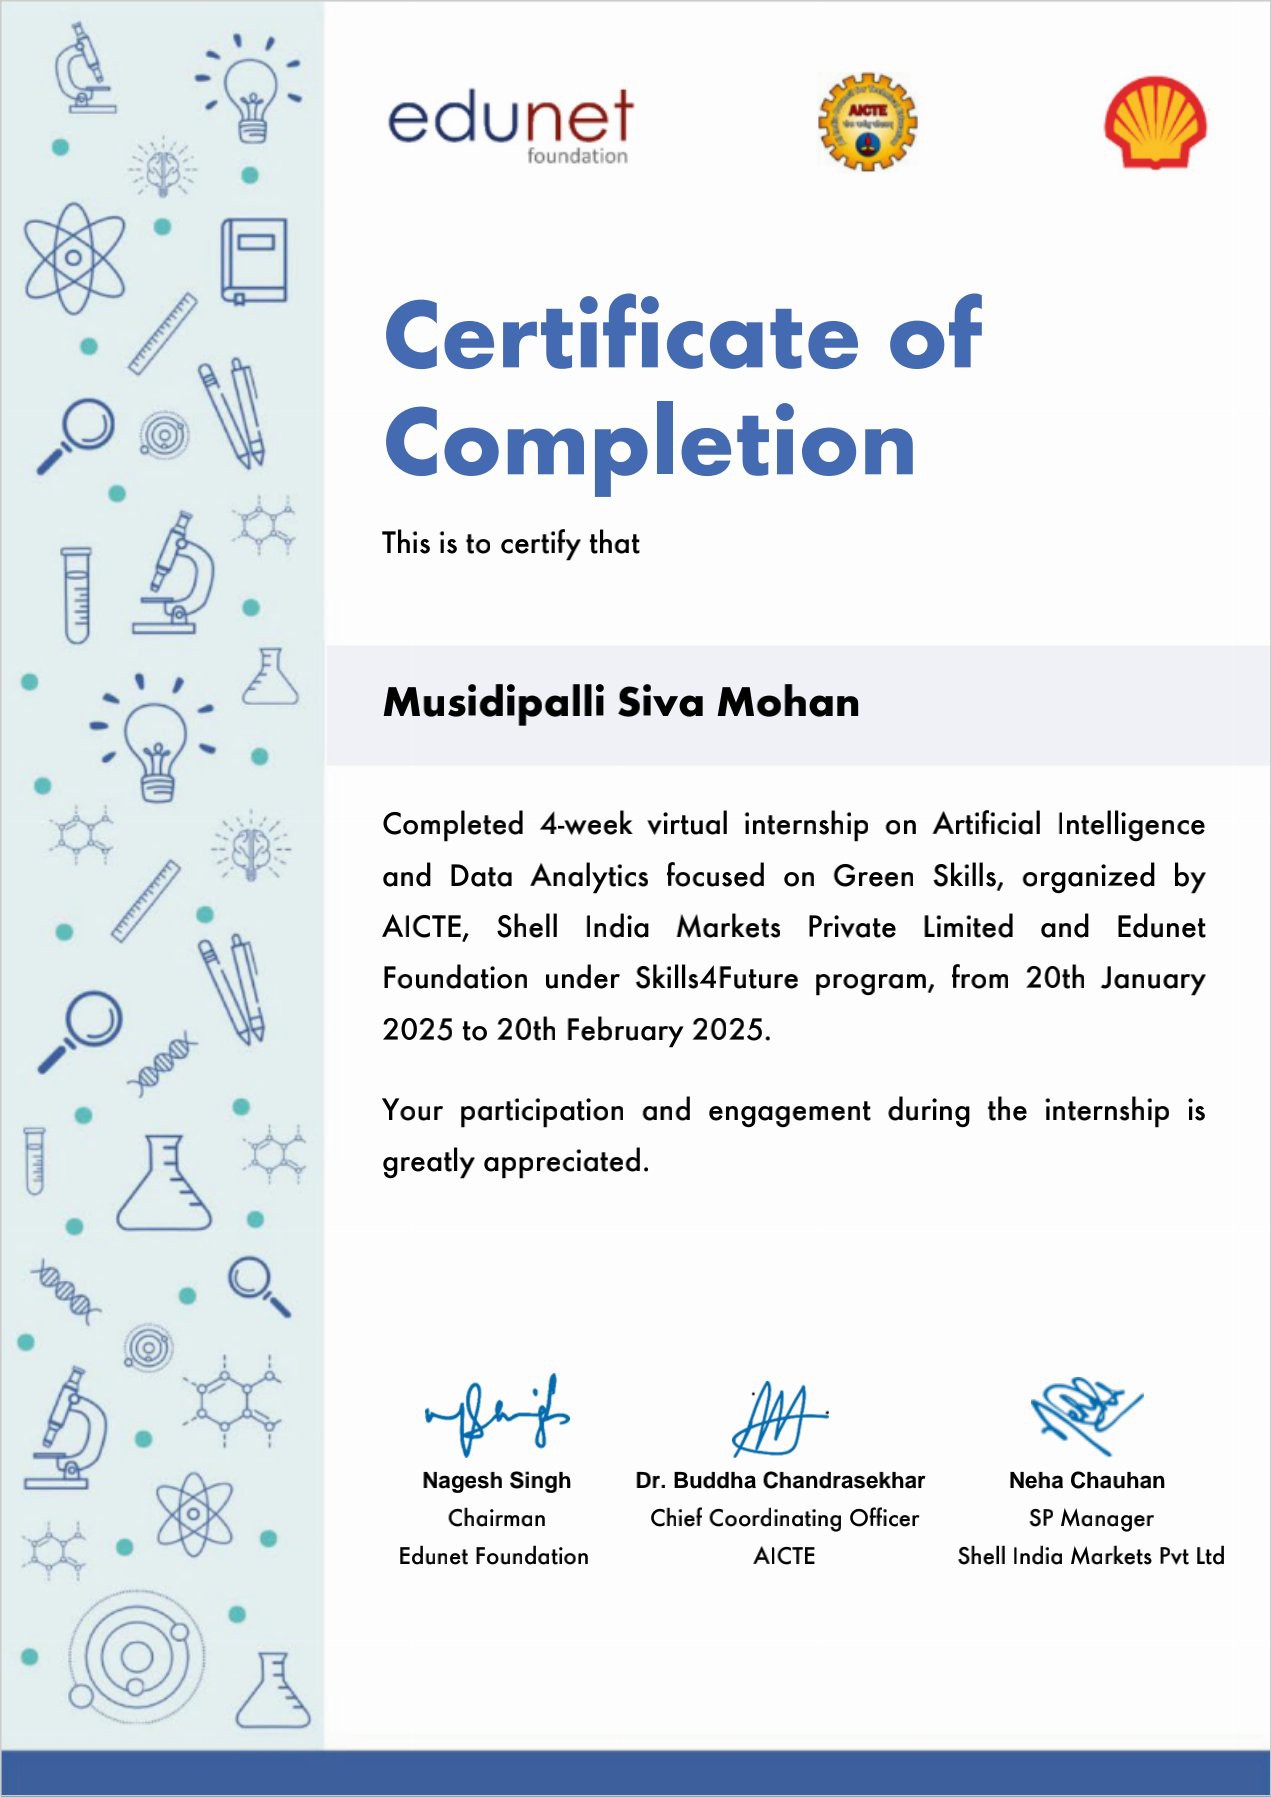 edunet
foundation
AICTE
Certificate of
Completion
This is to certify that
Musidipalli Siva Mohan
Completed 4-week virtual internship on Artificial Intelligence
and Data Analytics focused on Green Skills, organized by
AICTE, Shell India Markets Private Limited and Edunet
Foundation under Skills4Future program, from 20th January
2025 to 20th February 2025.
Your participation and engagement during the internship is
greatly appreciated.
Nagesh Singh
Chairman
Edunet Foundation
Dr. Buddha Chandrasekhar
Chief Coordinating Officer
AICTE
Neha Chauhan
SP Manager
Shell India Markets Pvt Ltd